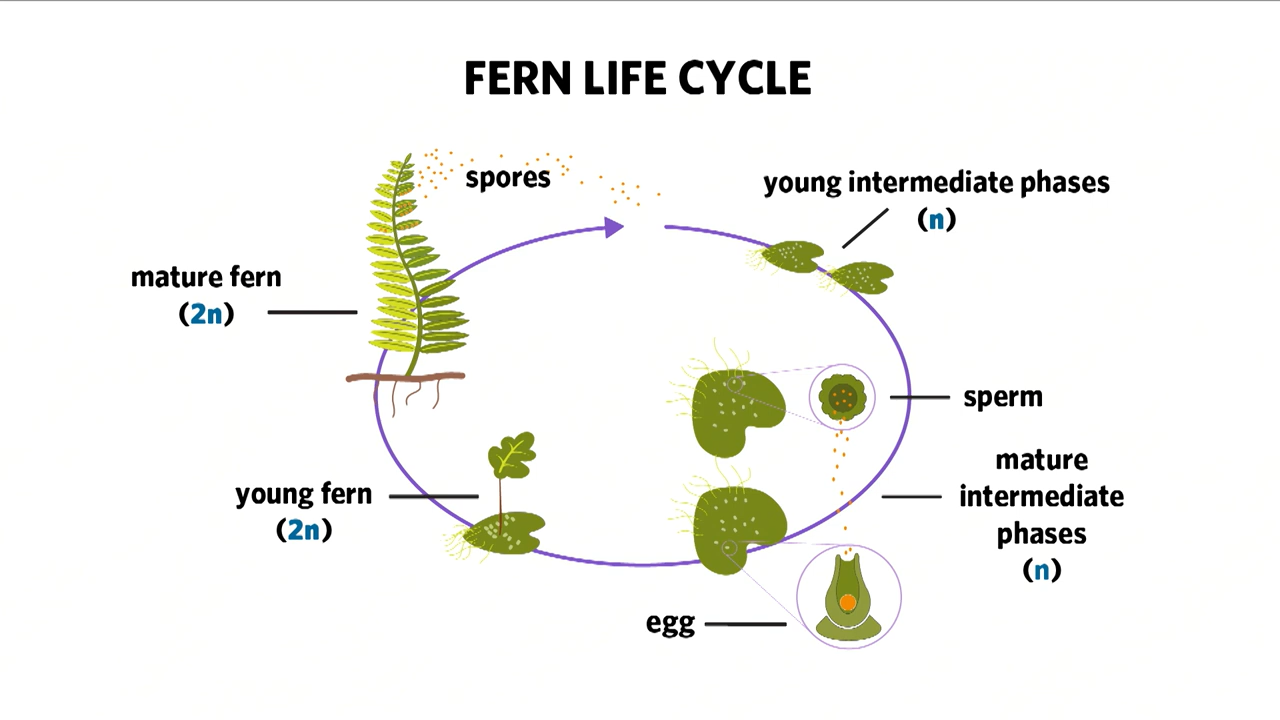 FERN LIFE CYCLE
spores
young intermediate phases
(n)
mature fern
(2n)
sperm
mature
intermediate
phases
(n)
young fern
(2n)
egg